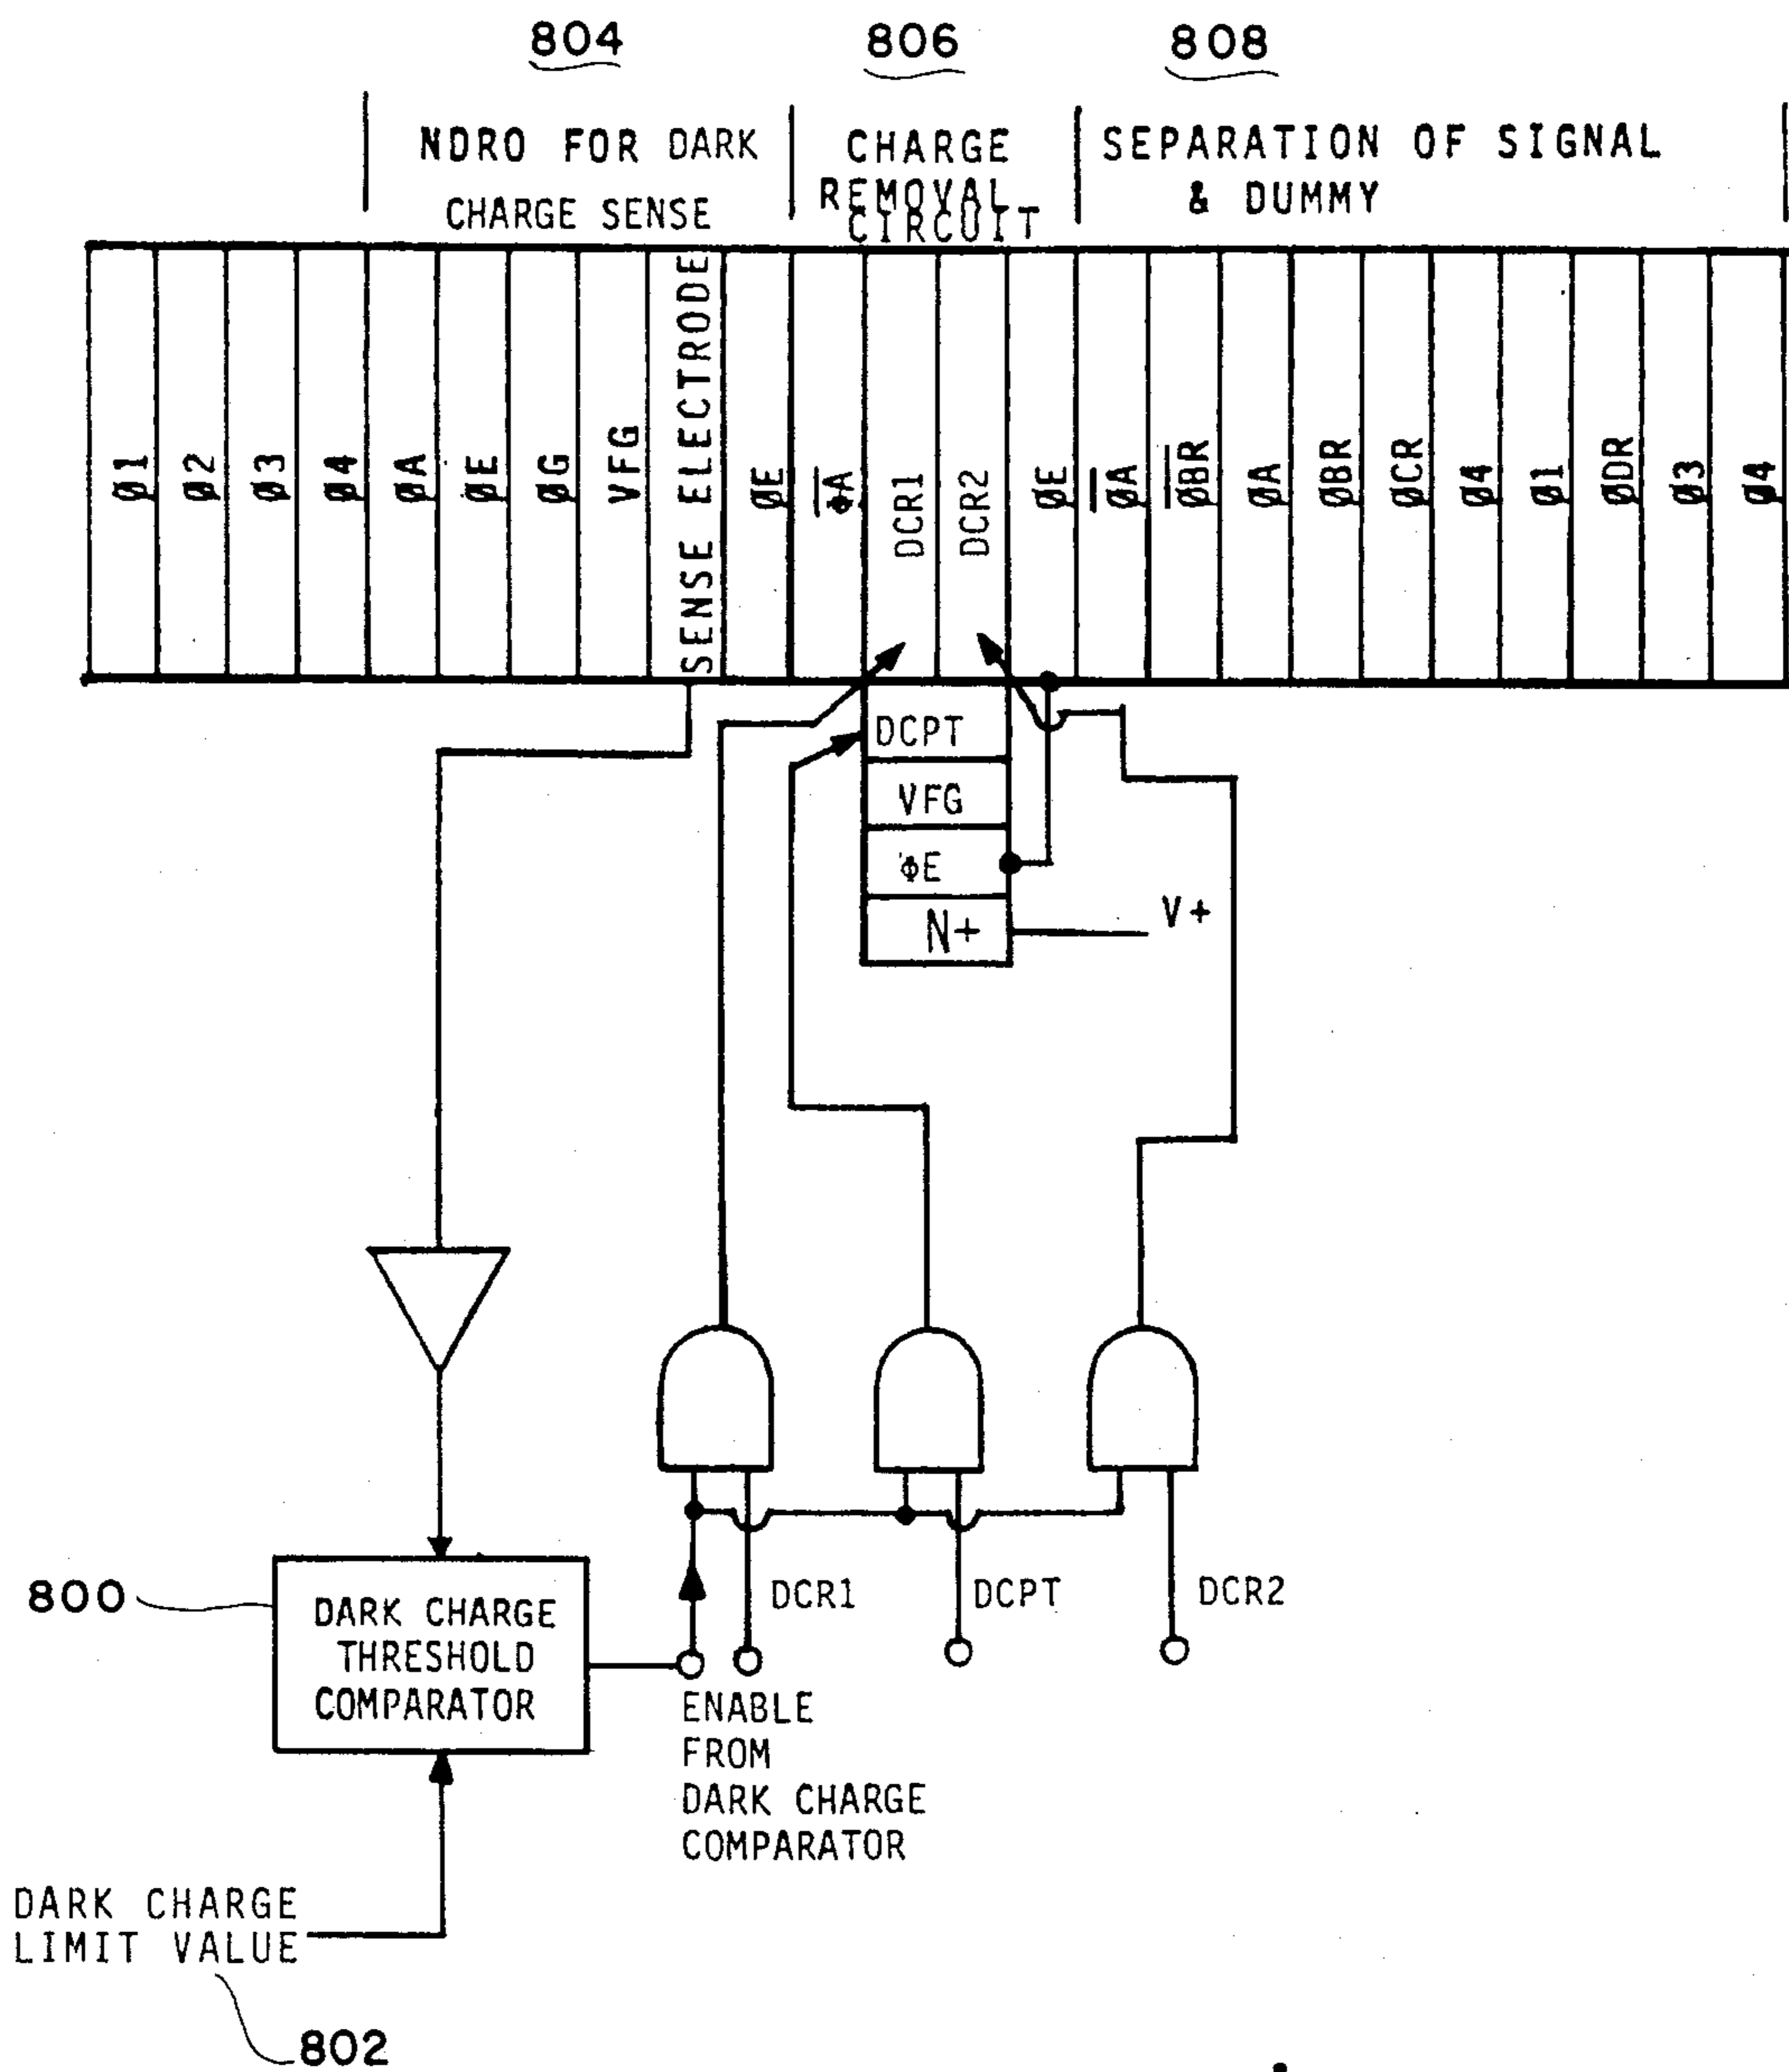 804
806
808
NDRO FOR DARK
CHARGE SENSE
CHARGE
REMOVAL
CIRCUIT
SEPARATION OF SIGNAL
& DUMMY
Ø1
Ø2
Ø3
Ø4
ØA
ØE
ØG
VFG
SENSE ELECTRODE
ØE
Φ̅A̅
DCR1
DCR2
ØE
Ø̅A̅
Ø̅B̅R̅
ØA
ØBR
ØCR
Ø4
Ø1
ØDR
Ø3
Ø4
DCPT
VFG
ΦE
N+
V+
800
DARK CHARGE
THRESHOLD
COMPARATOR
DCR1
DCPT
DCR2
ENABLE
FROM
DARK CHARGE
COMPARATOR
DARK CHARGE
LIMIT VALUE
802